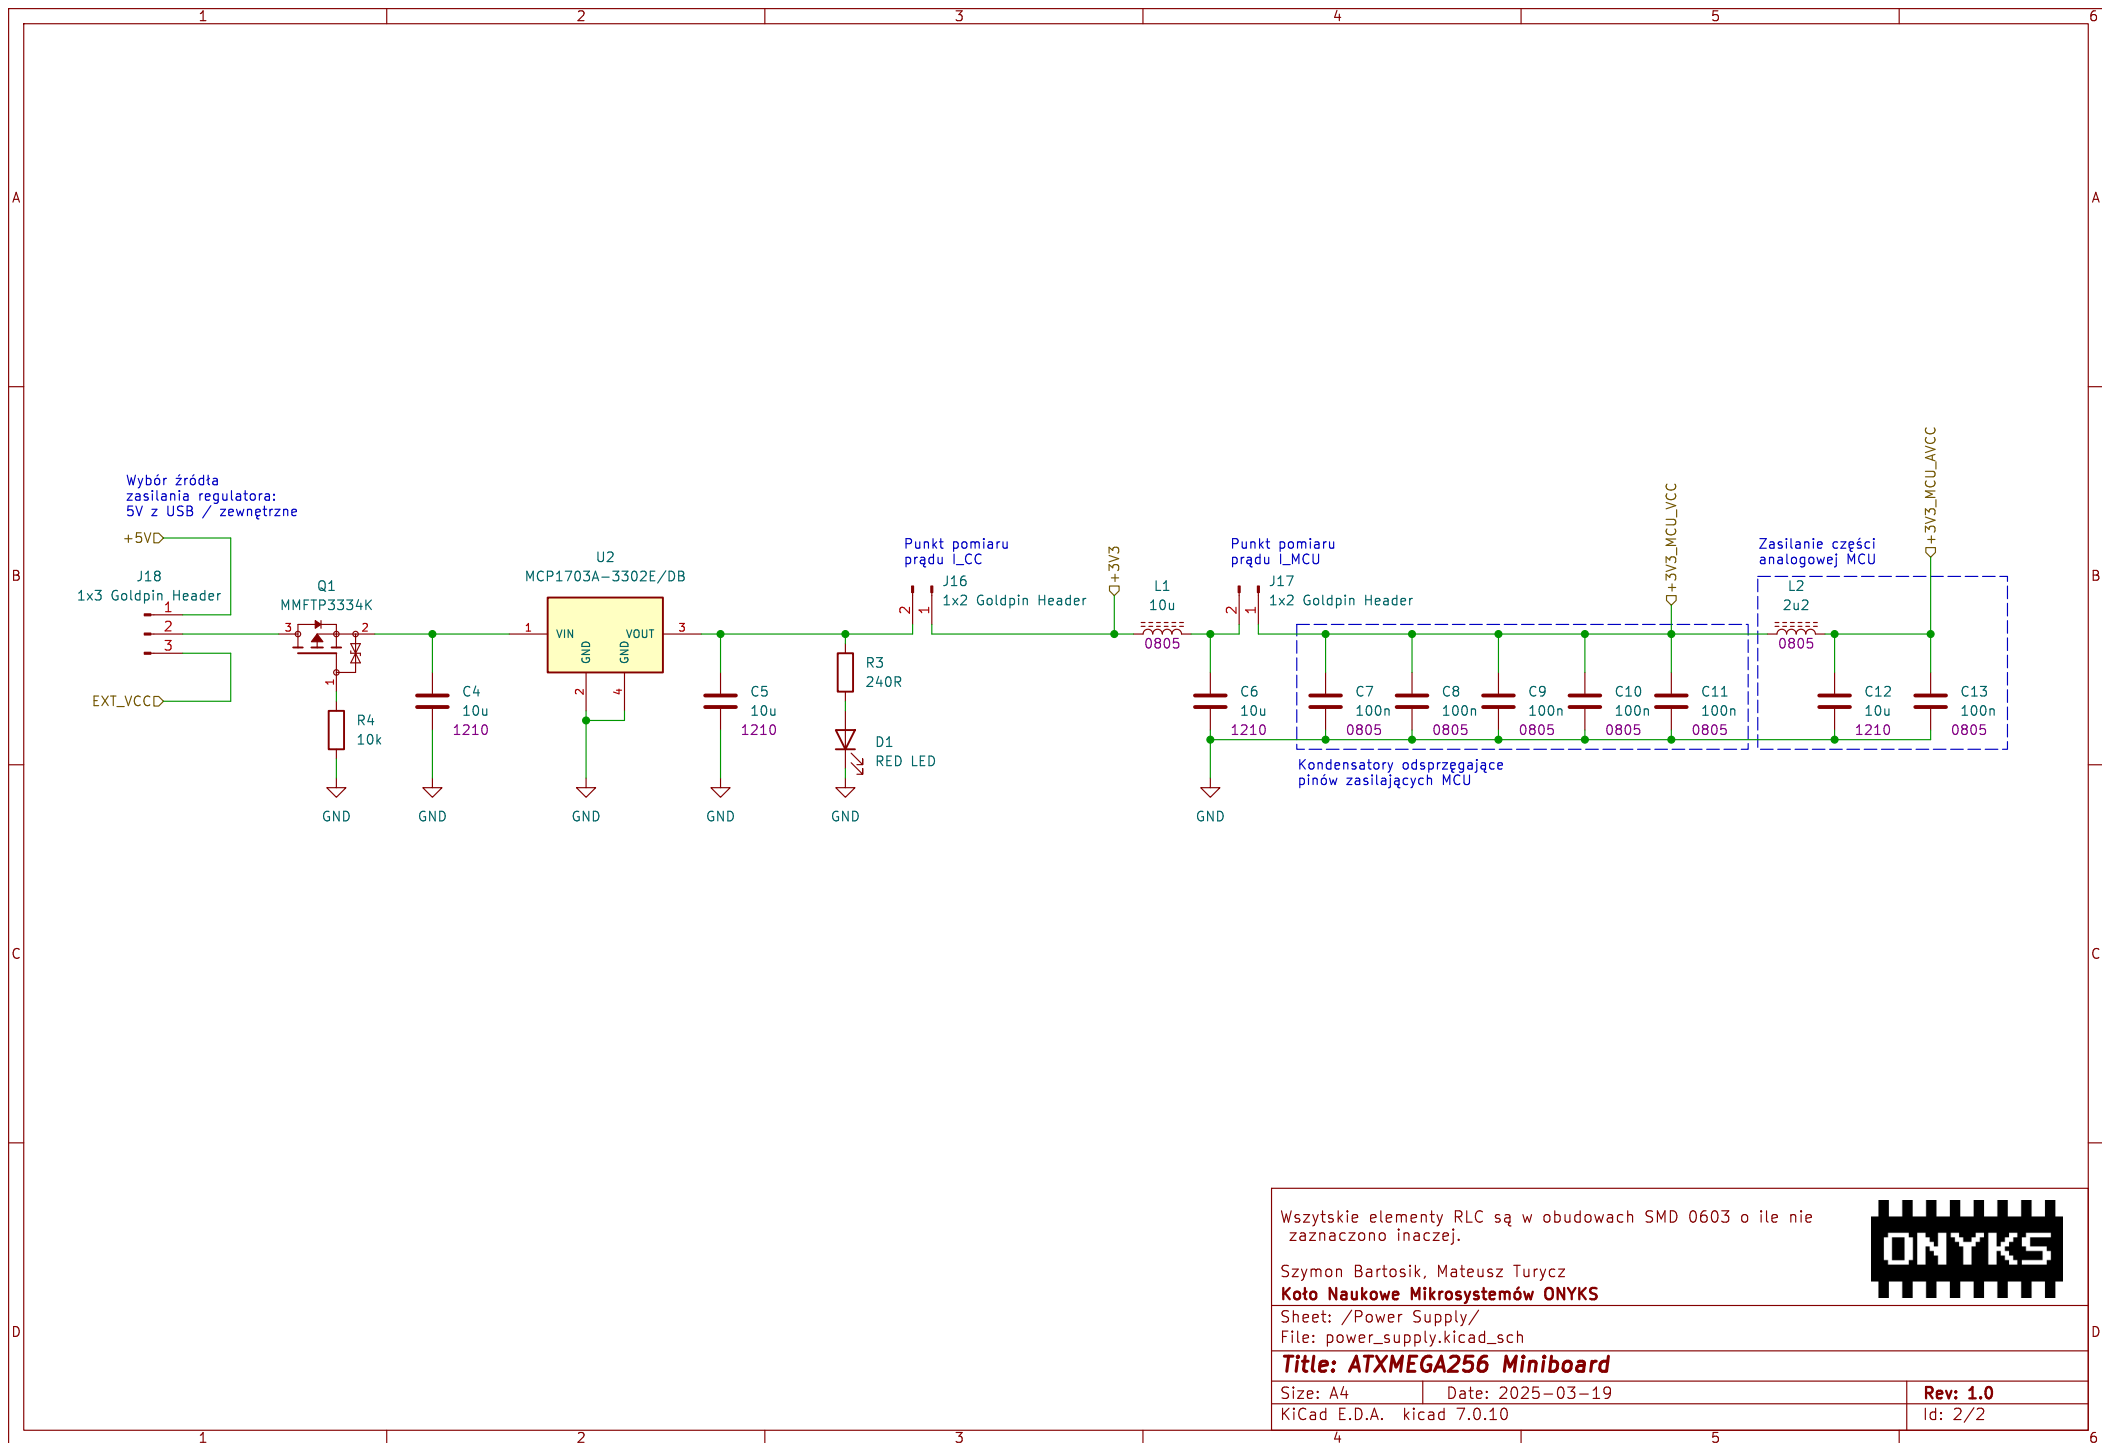 1 2 3 4 5 6
A A
B B
C C
D D
Wybór źródła
zasilania regulatora:
5V z USB / zewnętrzne
+5V
J18
1x3 Goldpin Header
1
2
3
EXT_VCC
Q1
MMFTP3334K
3
2
1
R4
10k
GND
C4
10u
1210
GND
U2
MCP1703A-3302E/DB
1
VIN
VOUT
3
GND
GND
2
4
GND
C5
10u
1210
GND
R3
240R
D1
RED LED
GND
Punkt pomiaru
prądu I_CC
J16
1x2 Goldpin Header
2
1
+3V3
L1
10u
0805
C6
10u
1210
GND
Punkt pomiaru
prądu I_MCU
J17
1x2 Goldpin Header
2
1
C7
100n
0805
C8
100n
0805
C9
100n
0805
C10
100n
0805
C11
100n
0805
Kondensatory odsprzęgające
pinów zasilających MCU
+3V3_MCU_VCC
Zasilanie części
analogowej MCU
L2
2u2
0805
+3V3_MCU_AVCC
C12
10u
1210
C13
100n
0805
Wszytskie elementy RLC są w obudowach SMD 0603 o ile nie
zaznaczono inaczej.
Szymon Bartosik, Mateusz Turycz
Koło Naukowe Mikrosystemów ONYKS
ONYKS
Sheet: /Power Supply/
File: power_supply.kicad_sch
Title: ATXMEGA256 Miniboard
Size: A4 Date: 2025-03-19 Rev: 1.0
KiCad E.D.A. kicad 7.0.10 Id: 2/2
1 2 3 4 5 6